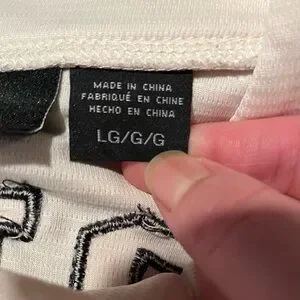 MADE IN CHINA
FABRIQUÉ EN CHINE
HECHO EN CHINA
LG/G/G